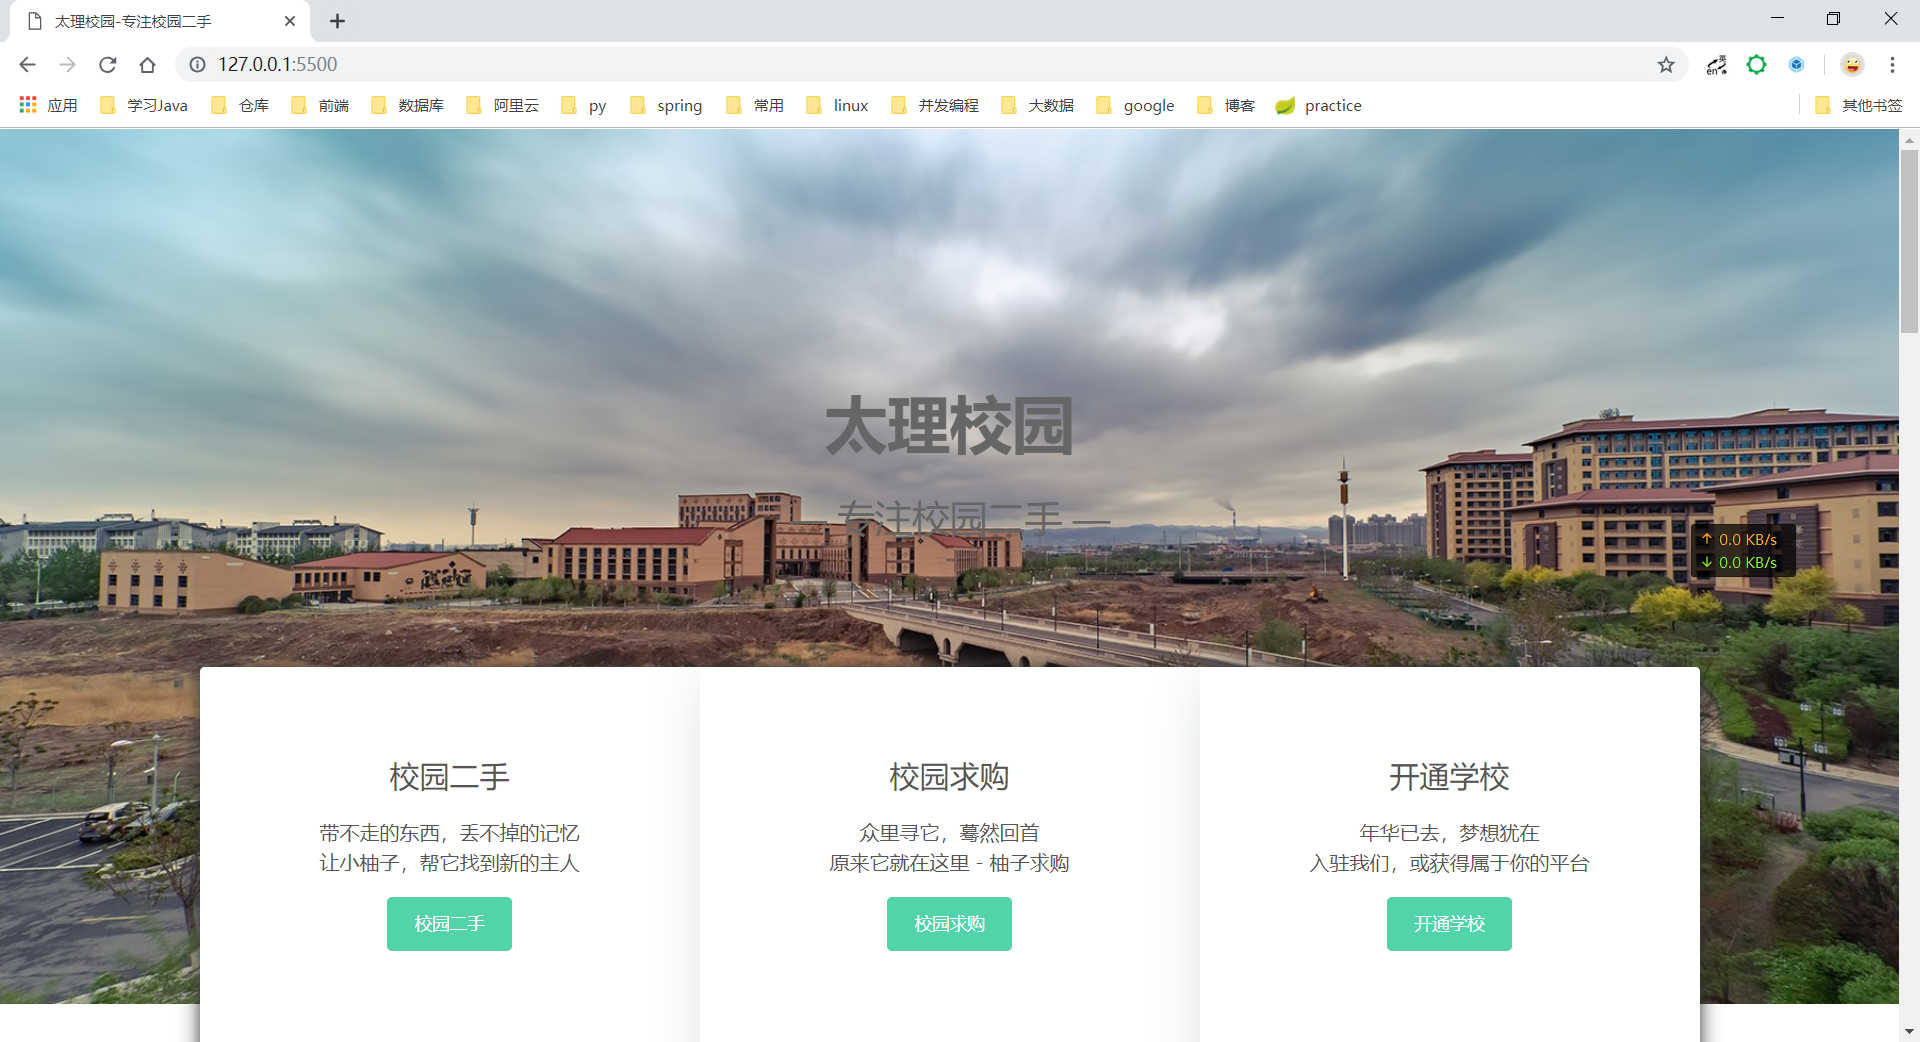 太理校园-专注校园二手
127.0.0.1:5500
英
en
应用
学习Java
仓库
前端
数据库
阿里云
py
spring
常用
linux
并发编程
大数据
google
博客
practice
其他书签
太理校园
专注校园二手 —
↑ 0.0 KB/s
↓ 0.0 KB/s
校园二手
带不走的东西，丢不掉的记忆
让小柚子，帮它找到新的主人
校园二手
校园求购
众里寻它，蓦然回首
原来它就在这里 - 柚子求购
校园求购
开通学校
年华已去，梦想犹在
入驻我们，或获得属于你的平台
开通学校